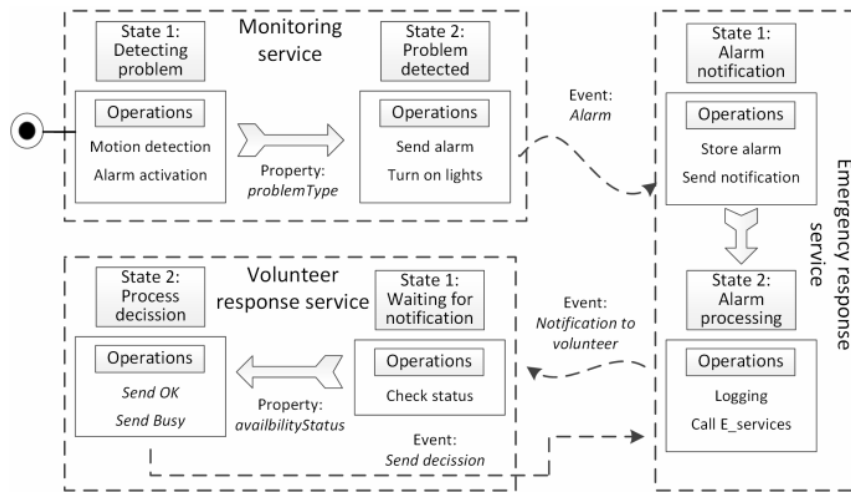 Monitoring
service
State 1:
Detecting
problem
Operations
Motion detection
Alarm activation
Property:
problemType
State 2:
Problem
detected
Operations
Send alarm
Turn on lights
Event:
Alarm
Emergency response
service
State 1:
Alarm
notification
Operations
Store alarm
Send notification
State 2:
Alarm
processing
Operations
Logging
Call E_services
Event:
Notification to
volunteer
Volunteer
response service
State 1:
Waiting for
notification
Operations
Check status
Property:
availbilityStatus
State 2:
Process
decission
Operations
Send OK
Send Busy
Event:
Send decission